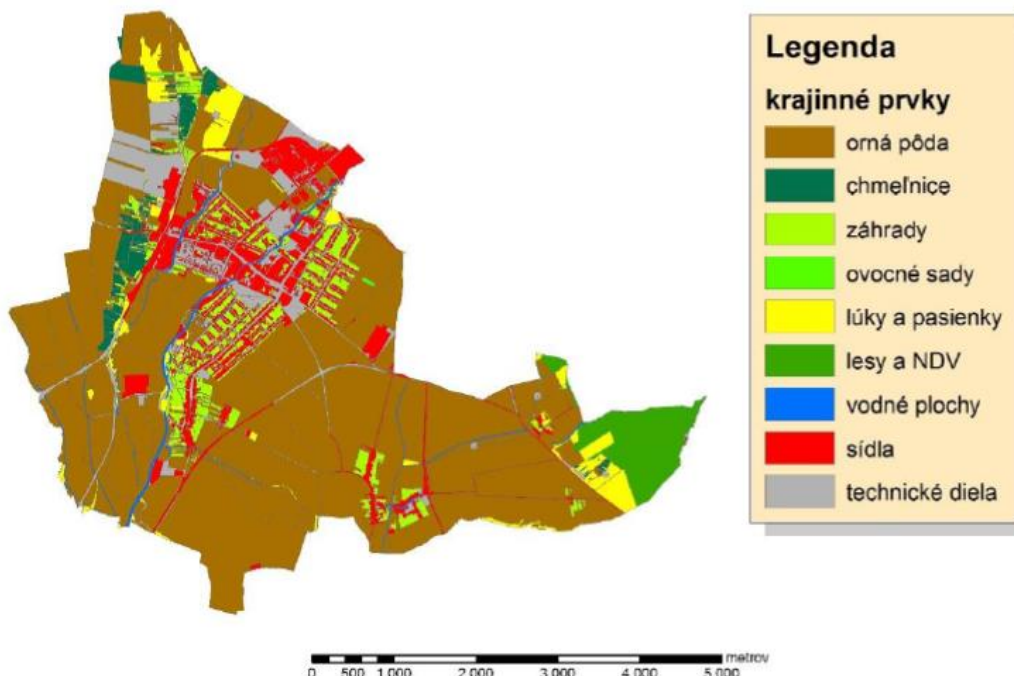 Legenda
krajinné prvky
orná pôda
chmeľnice
záhrady
ovocné sady
lúky a pasienky
lesy a NDV
vodné plochy
sídla
technické diela
metrov
0 500 1.000 2.000 3.000 4.000 5.000